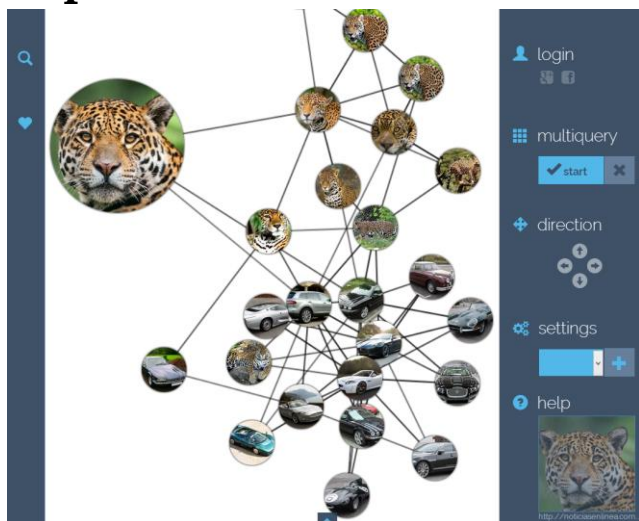 login
multiquery
start
direction
settings
help
http://noticiasenlinea.com